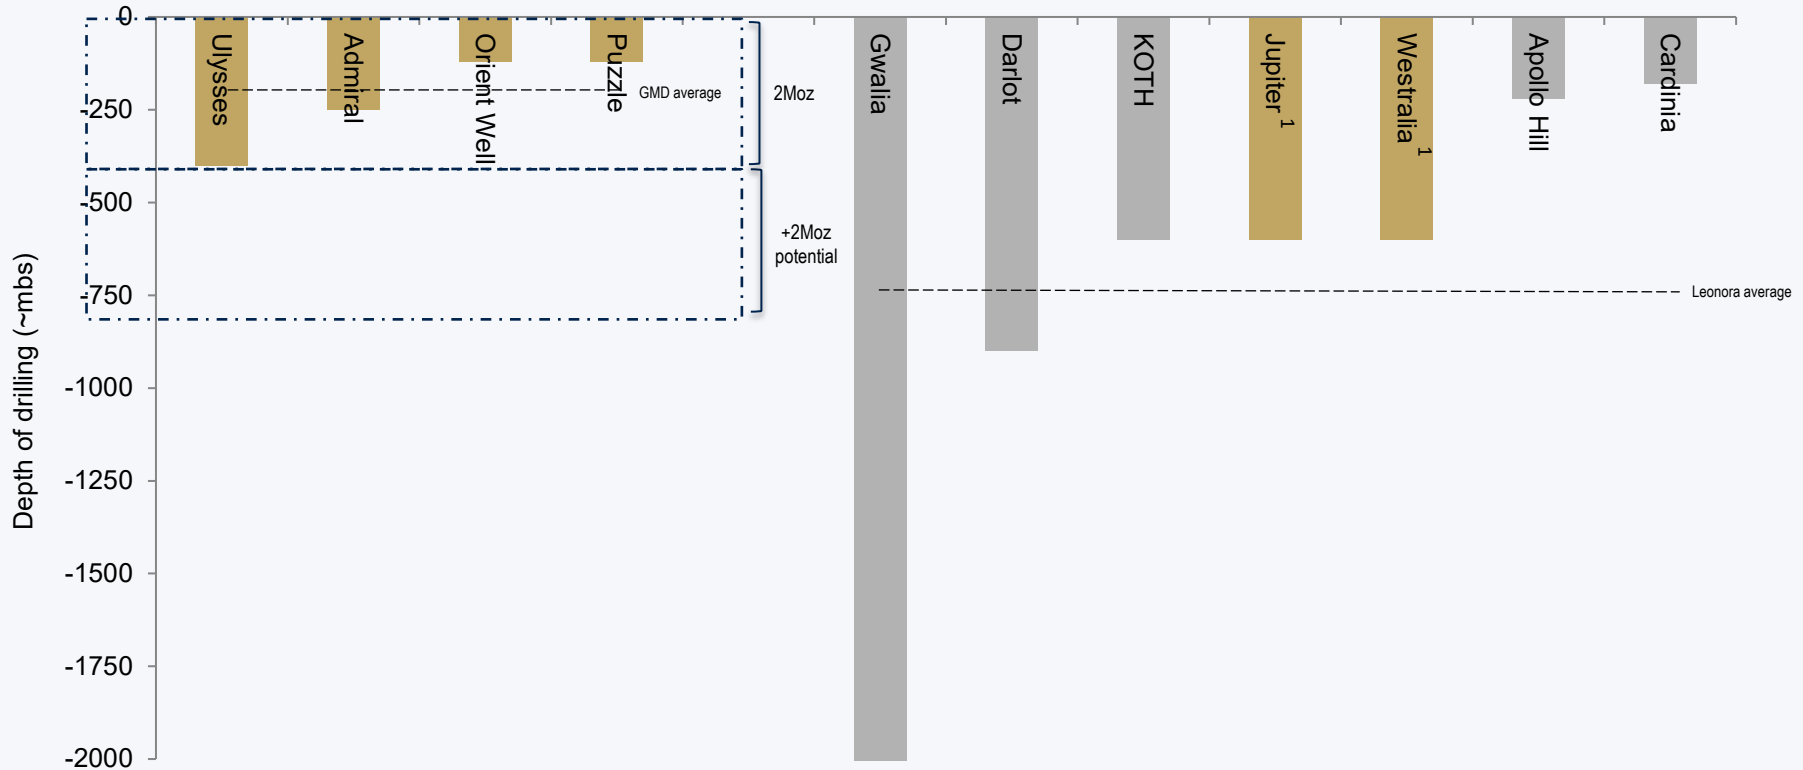 0
-250
-500
-750
-1000
-1250
-1500
-1750
-2000
Depth of drilling (~mbs)
Ulysses
Admiral
Orient Well
Puzzle
GMD average
2Moz
+2Moz
potential
Gwalia
Darlot
KOTH
Jupiter 1
Westralia 1
Apollo Hill
Cardinia
Leonora average